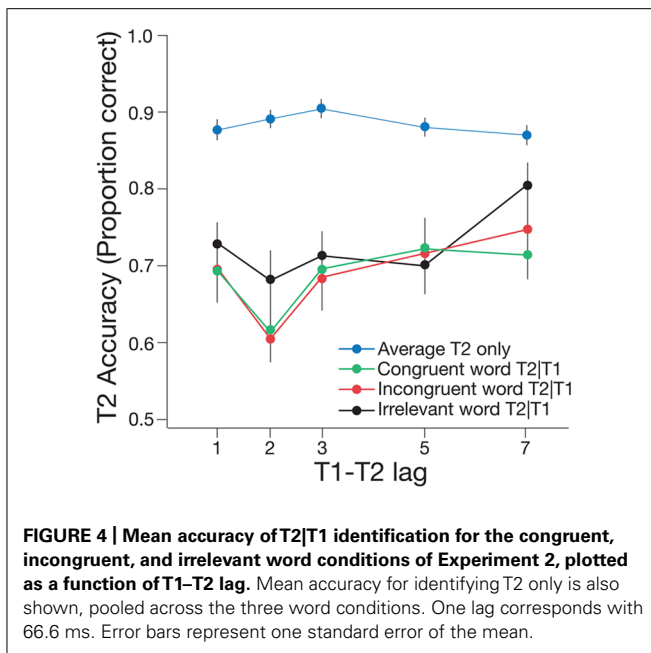 1.0
0.9
0.8
0.7
0.6
0.5
T2 Accuracy (Proportion correct)
Average T2 only
Congruent word T2|T1
Incongruent word T2|T1
Irrelevant word T2|T1
1 2 3 5 7
T1-T2 lag
FIGURE 4 | Mean accuracy of T2|T1 identification for the congruent,
incongruent, and irrelevant word conditions of Experiment 2, plotted
as a function of T1–T2 lag. Mean accuracy for identifying T2 only is also
shown, pooled across the three word conditions. One lag corresponds with
66.6 ms. Error bars represent one standard error of the mean.